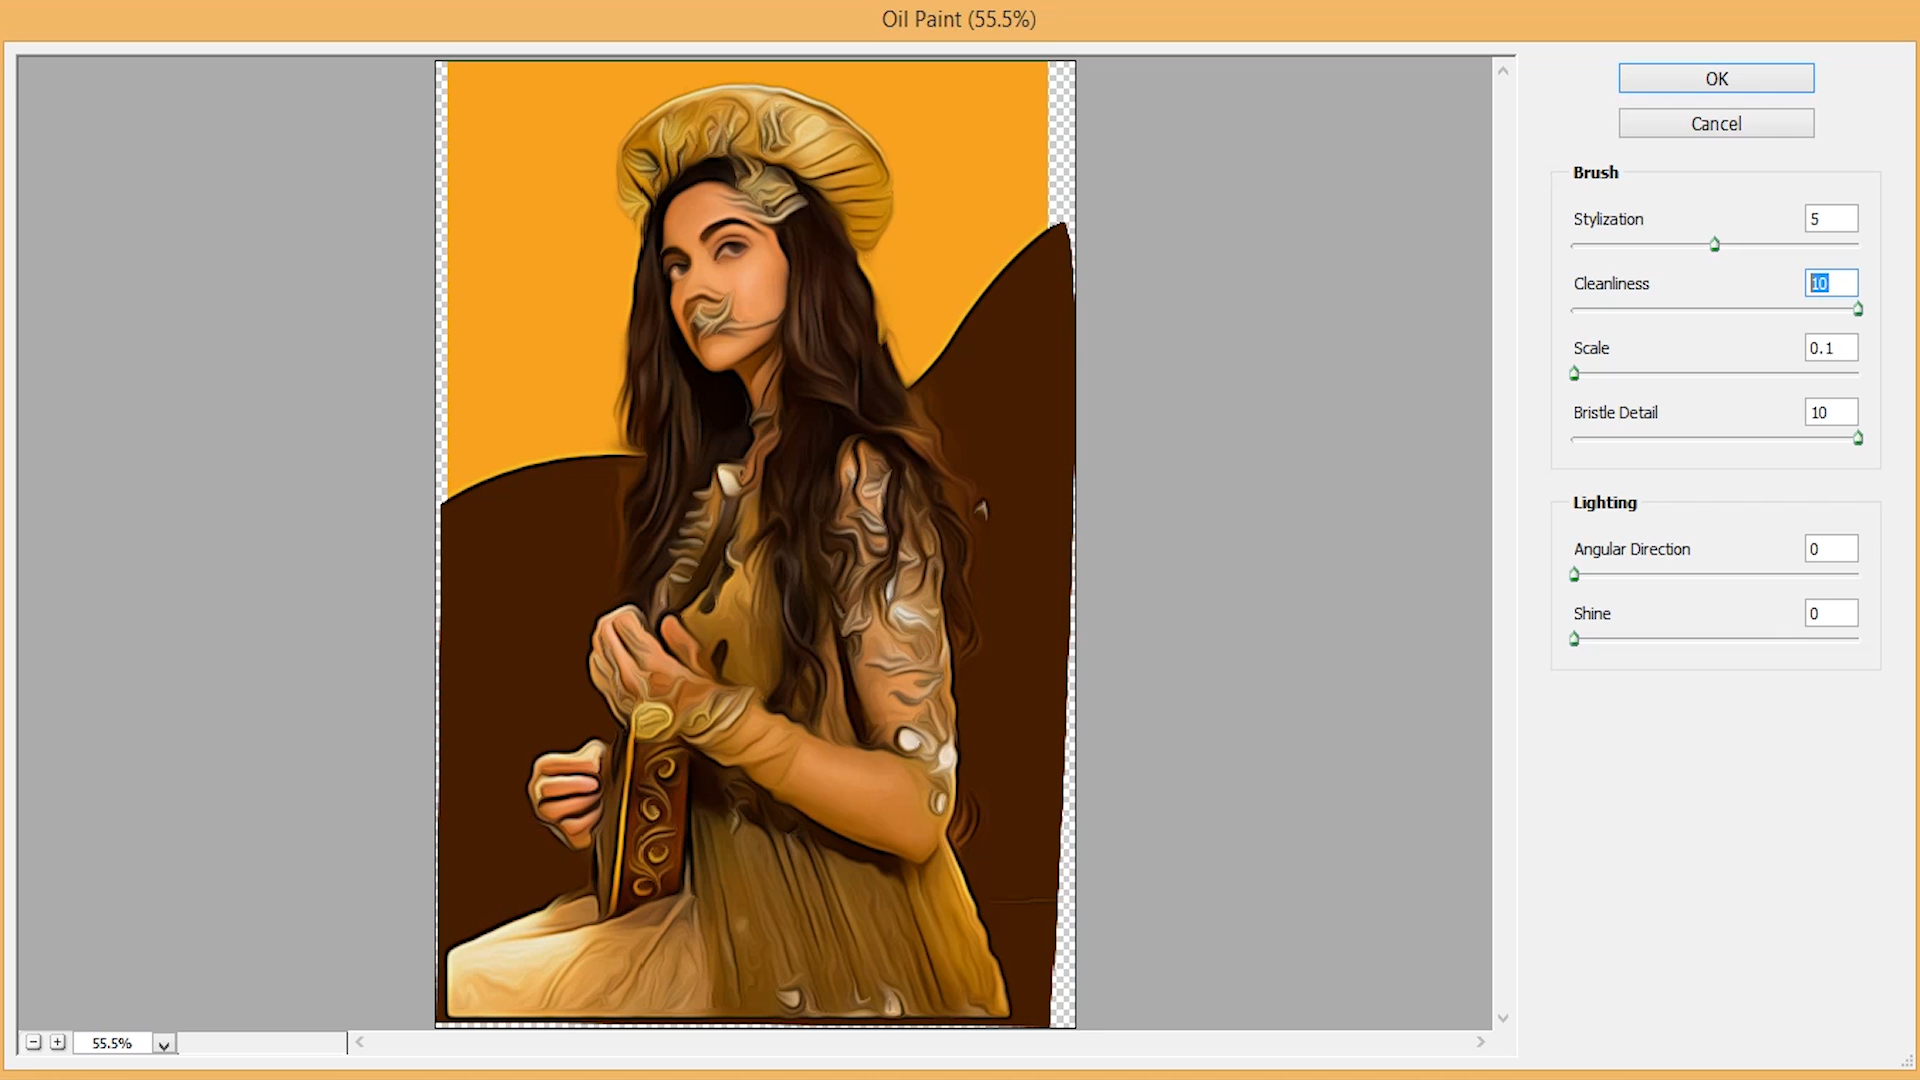 Oil Paint (55.5%)
OK
Cancel
Brush
Stylization 5
Cleanliness 10
Scale 0.1
Bristle Detail 10
Lighting
Angular Direction 0
Shine 0
55.5%